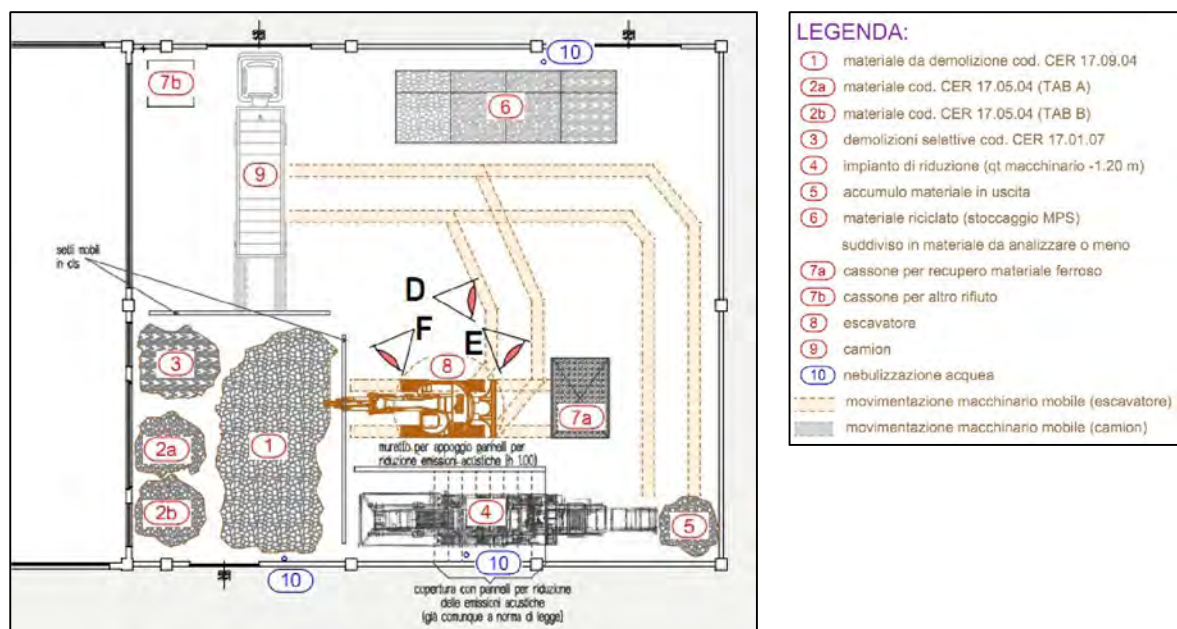 10
7b
6
9
setti mobili
in cls
D
F
E
3
8
7a
1
2a
muretto per appoggio pannelli per
riduzione emissioni acustiche (h 1.00)
2b
4
5
10
10
copertura con pannelli per riduzione
delle emissioni acustiche
(già comunque a norma di legge)
LEGENDA:
1 materiale da demolizione cod. CER 17.09.04
2a materiale cod. CER 17.05.04 (TAB A)
2b materiale cod. CER 17.05.04 (TAB B)
3 demolizioni selettive cod. CER 17.01.07
4 impianto di riduzione (qt macchinario -1.20 m)
5 accumulo materiale in uscita
6 materiale riciclato (stoccaggio MPS)
suddiviso in materiale da analizzare o meno
7a cassone per recupero materiale ferroso
7b cassone per altro rifiuto
8 escavatore
9 camion
10 nebulizzazione acquea
movimentazione macchinario mobile (escavatore)
movimentazione macchinario mobile (camion)